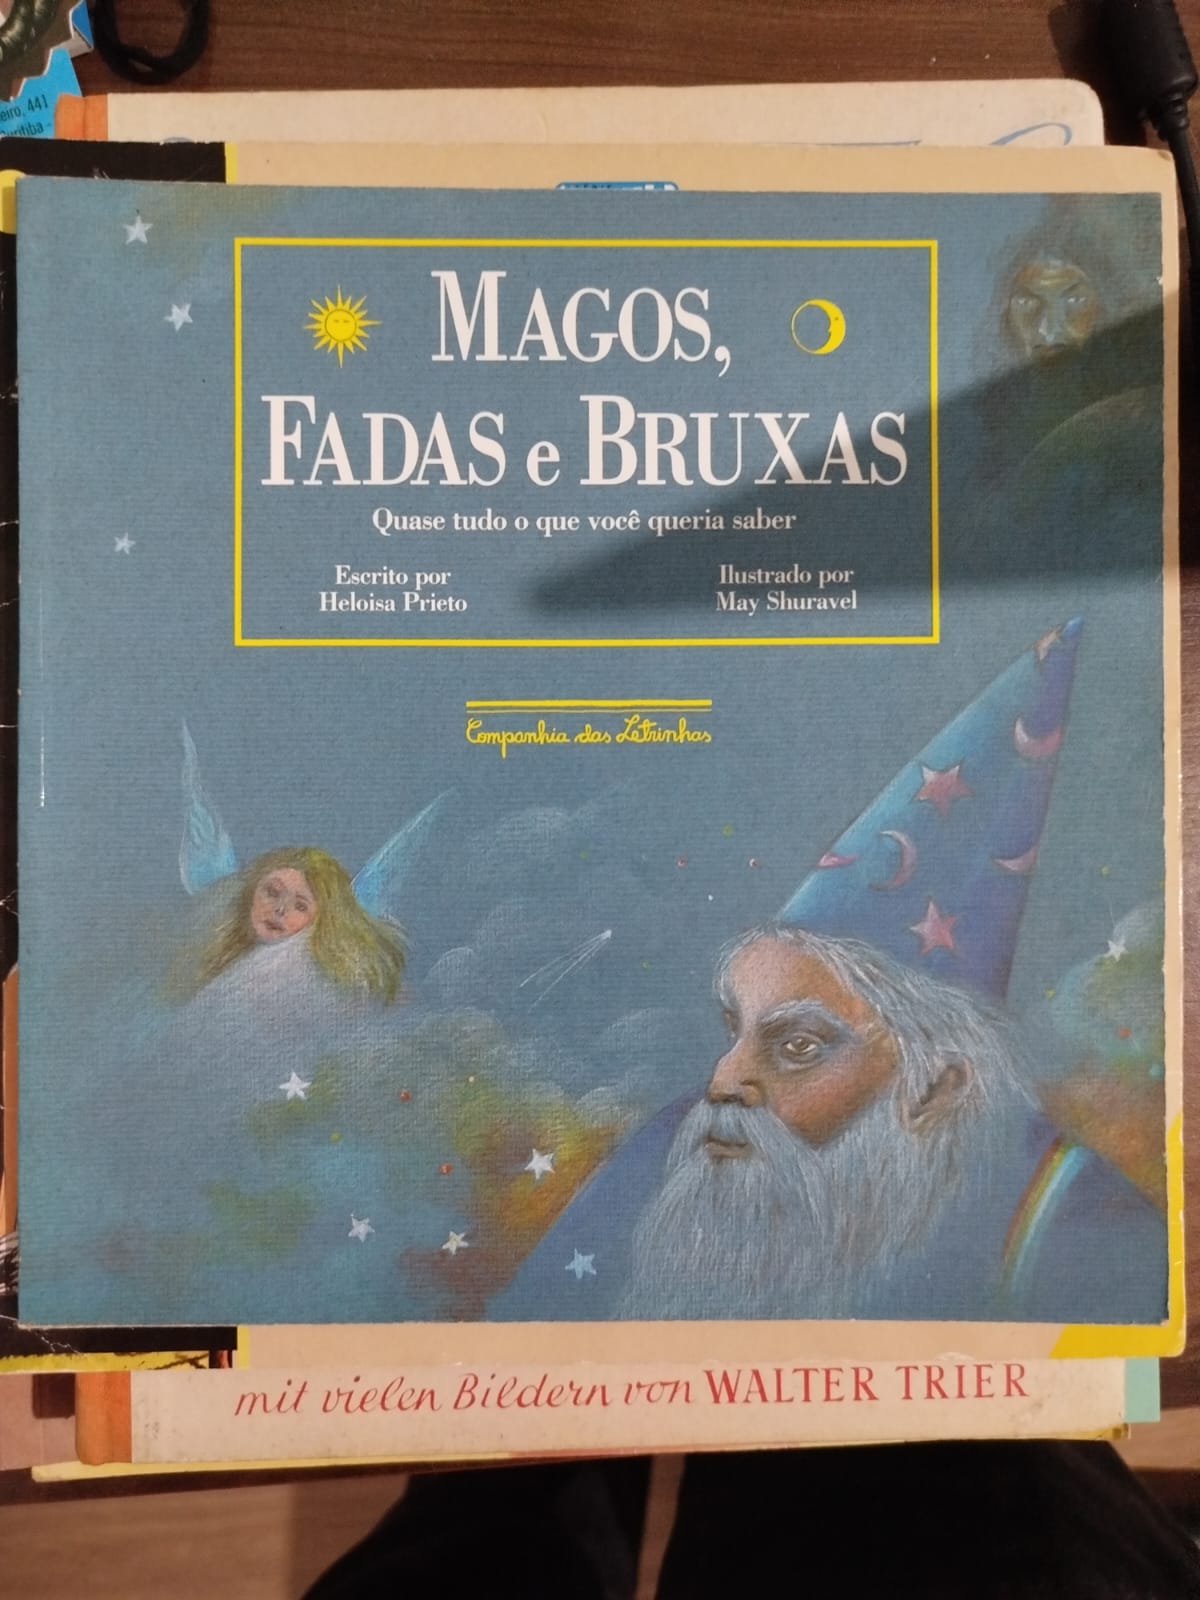 441
MAGOS,
FADAS e BRUXAS
Quase tudo o que você queria saber
Escrito por
Heloisa Prieto
Ilustrado por
May Shuravel
Companhia das Letrinhas
mit vielen Bildern von WALTER TRIER